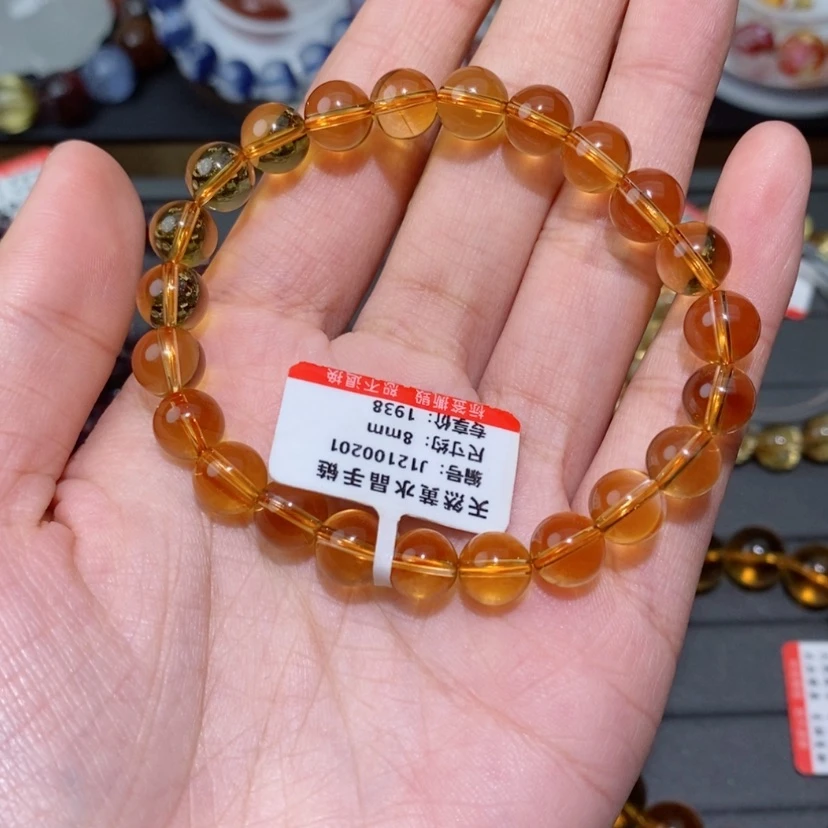 天然黄水晶手链
编号：J12100201
尺寸约：8mm
专享价：1938
标签撕毁 恕不退换